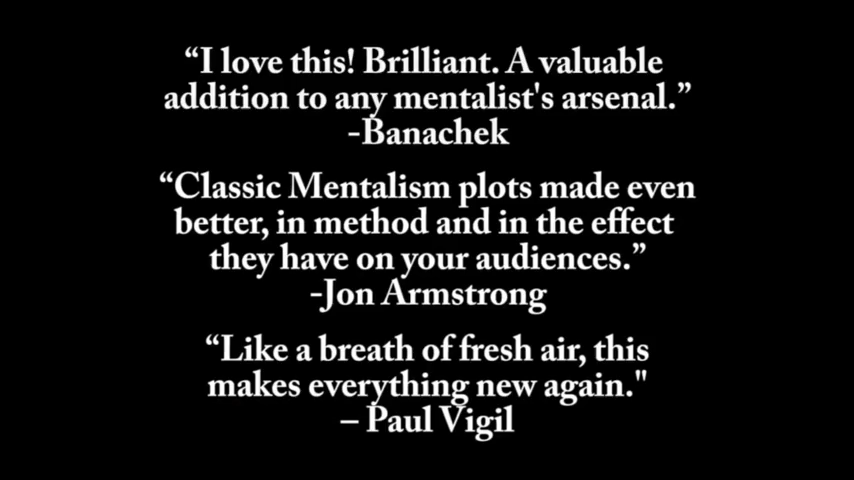 “I love this! Brilliant. A valuable
addition to any mentalist's arsenal.”
-Banachek
“Classic Mentalism plots made even
better, in method and in the effect
they have on your audiences.”
-Jon Armstrong
“Like a breath of fresh air, this
makes everything new again."
– Paul Vigil